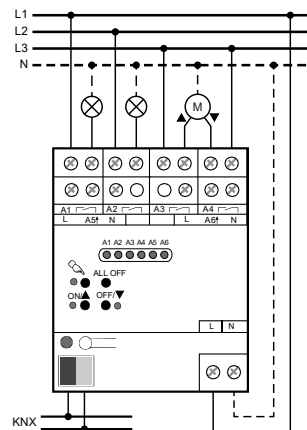 L1
L2
L3
N
M
A1 A2 A3 A4
L A5↑ N L A6↑ N
A1 A2 A3 A4 A5 A6
ALL OFF
ON/▲ OFF/▼
L N
KNX